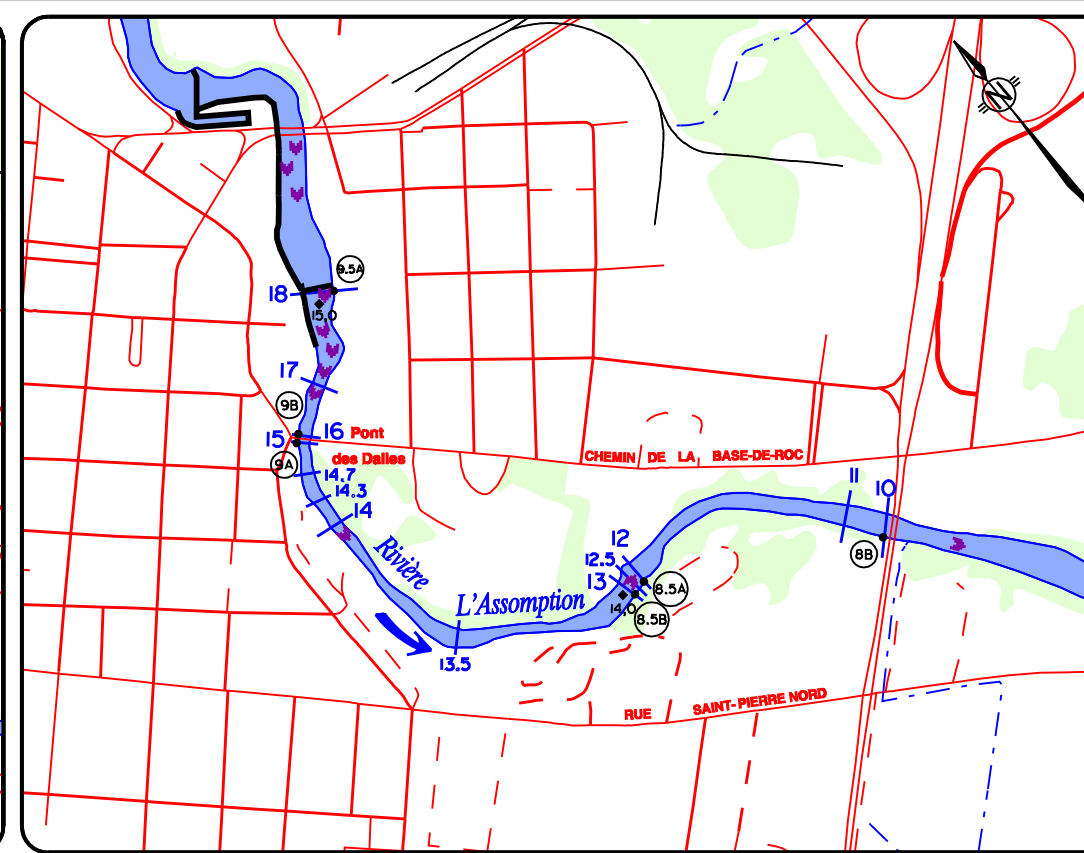 N
9.5A
18
15,0
17
9B
16 Pont
15
des Dalles
9A
14.7
14.3
14
CHEMIN DE LA BASE-DE-ROC
11
10
8B
Rivière
L'Assomption
12
12.5
13
8.5A
14,0
8.5B
13.5
RUE SAINT-PIERRE NORD